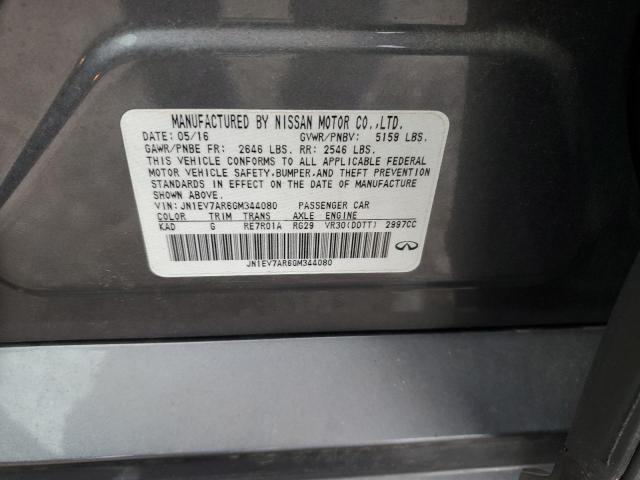 MANUFACTURED BY NISSAN MOTOR CO.,LTD.
DATE: 05/16 GVWR/PNBV: 5159 LBS.
GAWR/PNBE FR: 2646 LBS. RR: 2546 LBS.
THIS VEHICLE CONFORMS TO ALL APPLICABLE FEDERAL
MOTOR VEHICLE SAFETY,BUMPER,AND THEFT PREVENTION
STANDARDS IN EFFECT ON THE DATE OF MANUFACTURE
SHOWN ABOVE.
VIN: JN1EV7AR6GM344080 PASSENGER CAR
COLOR TRIM TRANS AXLE ENGINE
KAD G RE7R01A RG29 VR30(DDTT) 2997CC
JN1EV7AR6GM344080